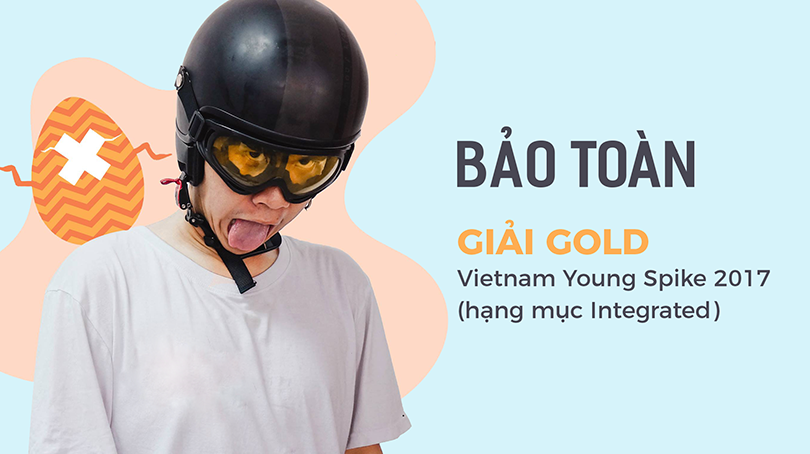 BẢO TOÀN
GIẢI GOLD
Vietnam Young Spike 2017
(hạng mục Integrated)